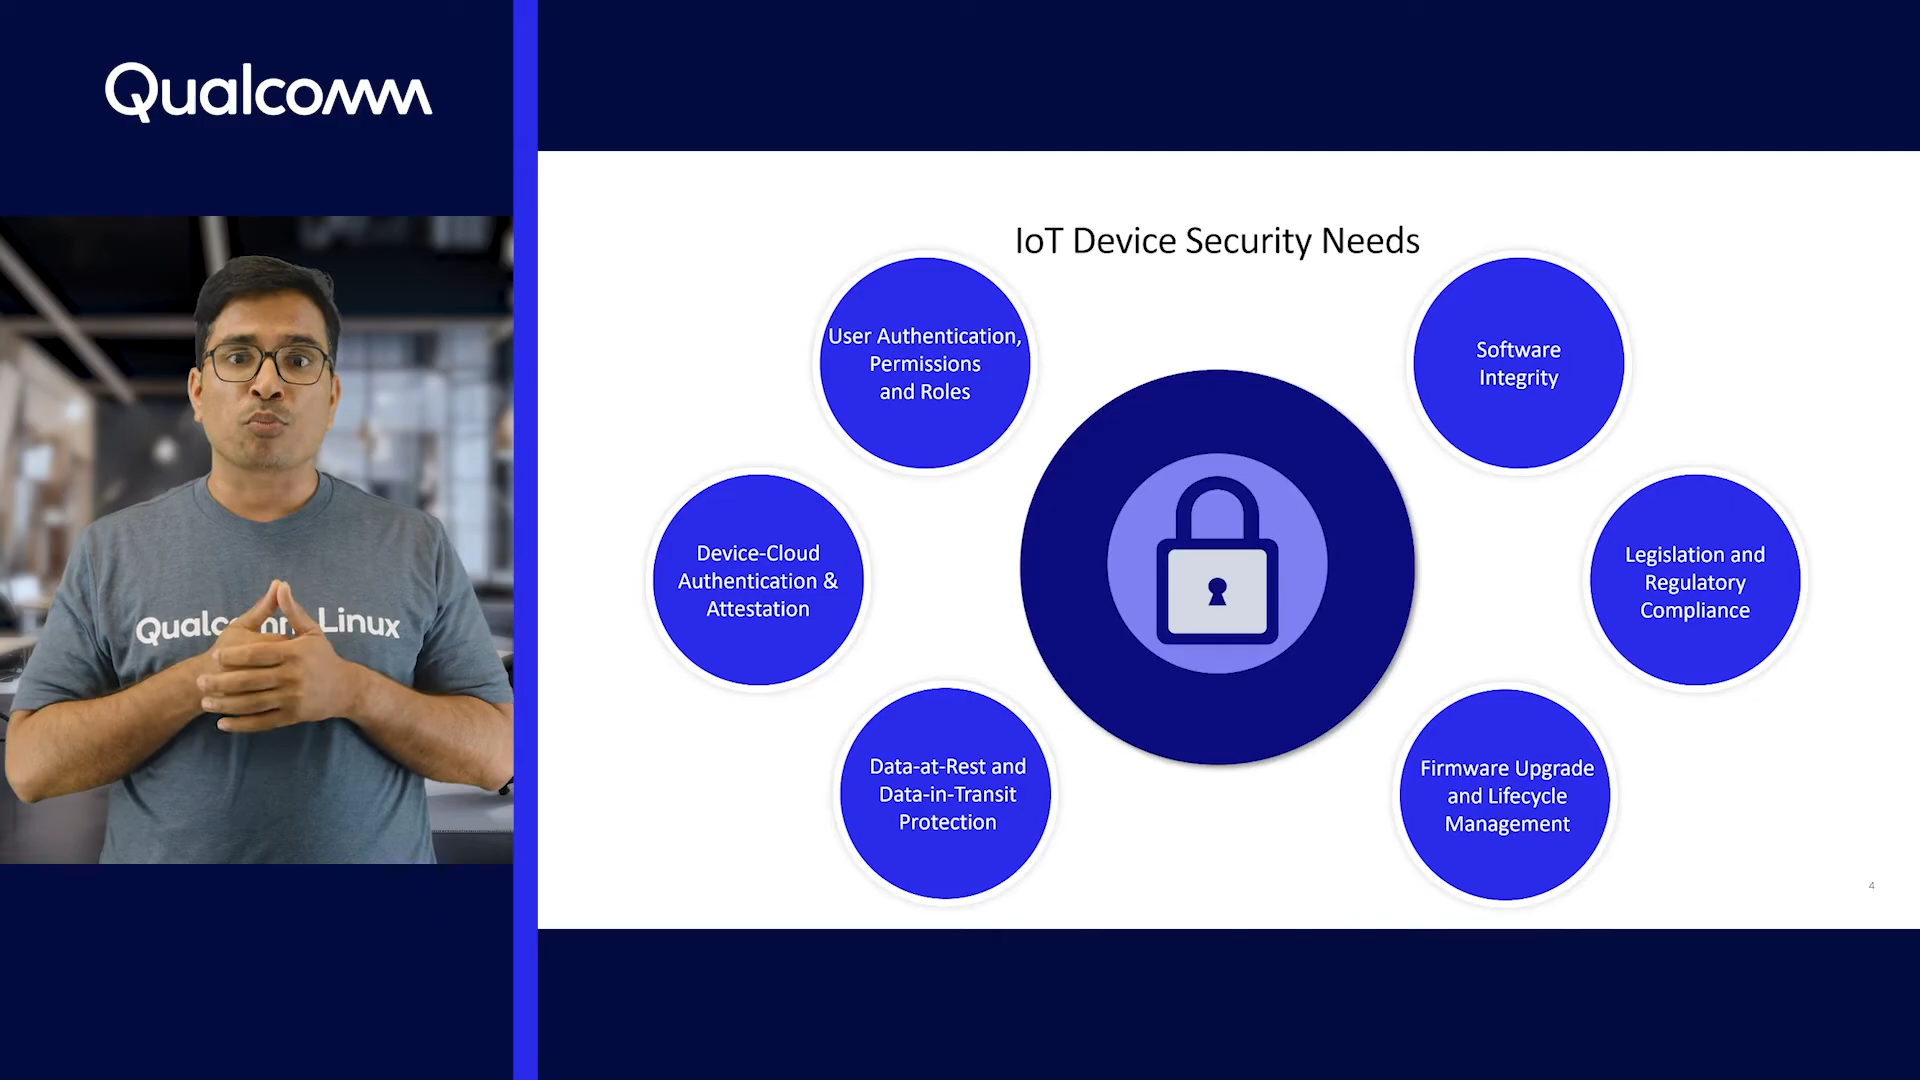 Qualcomm
Qualcomm Linux
IoT Device Security Needs
User Authentication,
Permissions
and Roles
Software
Integrity
Device-Cloud
Authentication &
Attestation
Legislation and
Regulatory
Compliance
Data-at-Rest and
Data-in-Transit
Protection
Firmware Upgrade
and Lifecycle
Management
4